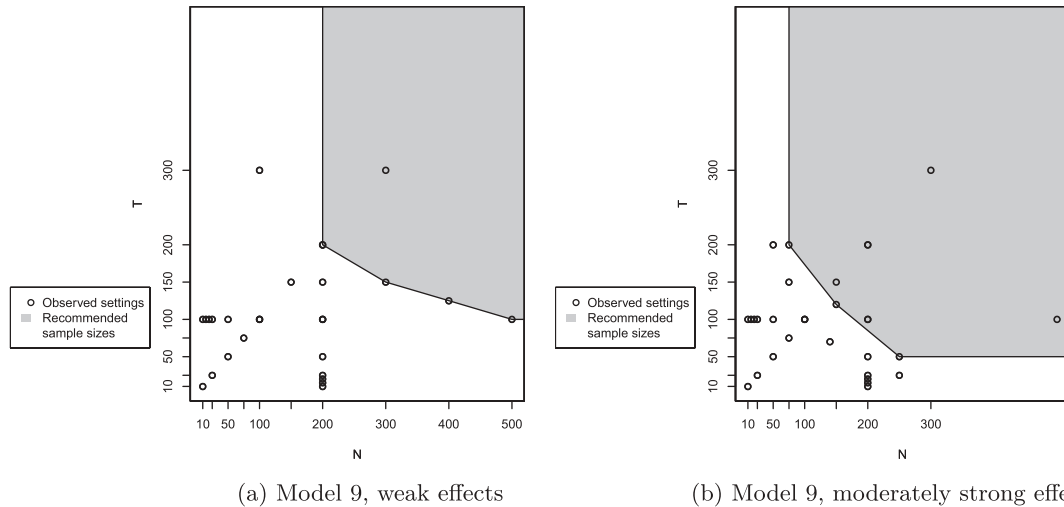 T
300
200
150
100
50
10
10 50 100 200 300 400 500
N
Observed settings
Recommended
sample sizes
(a) Model 9, weak effects
T
300
200
150
100
50
10
10 50 100 200 300
N
Observed settings
Recommended
sample sizes
(b) Model 9, moderately strong effe